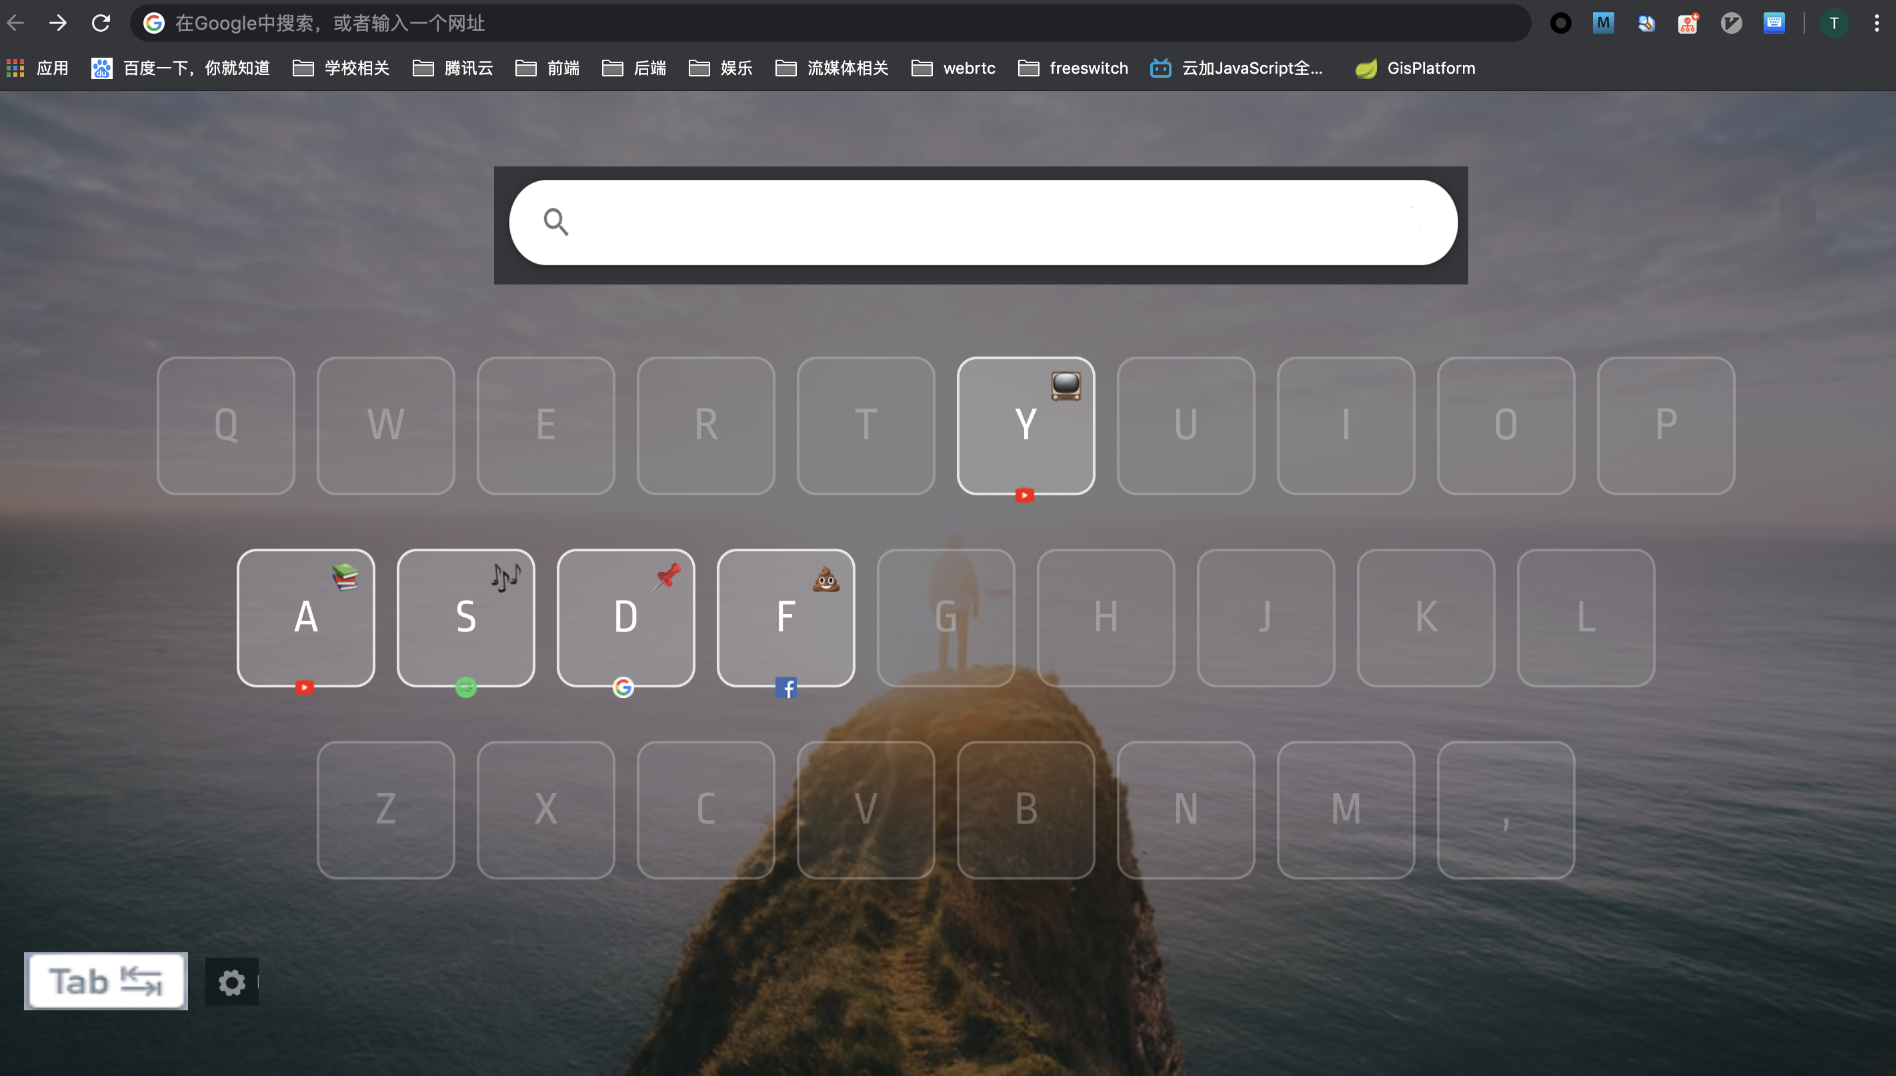 在Google中搜索，或者输入一个网址
M
T
应用 百度一下，你就知道 学校相关 腾讯云 前端 后端 娱乐 流媒体相关 webrtc freeswitch 云加JavaScript全... GisPlatform
Q W E R T Y U I O P
A S D F G H J K L
Z X C V B N M ,
Tab